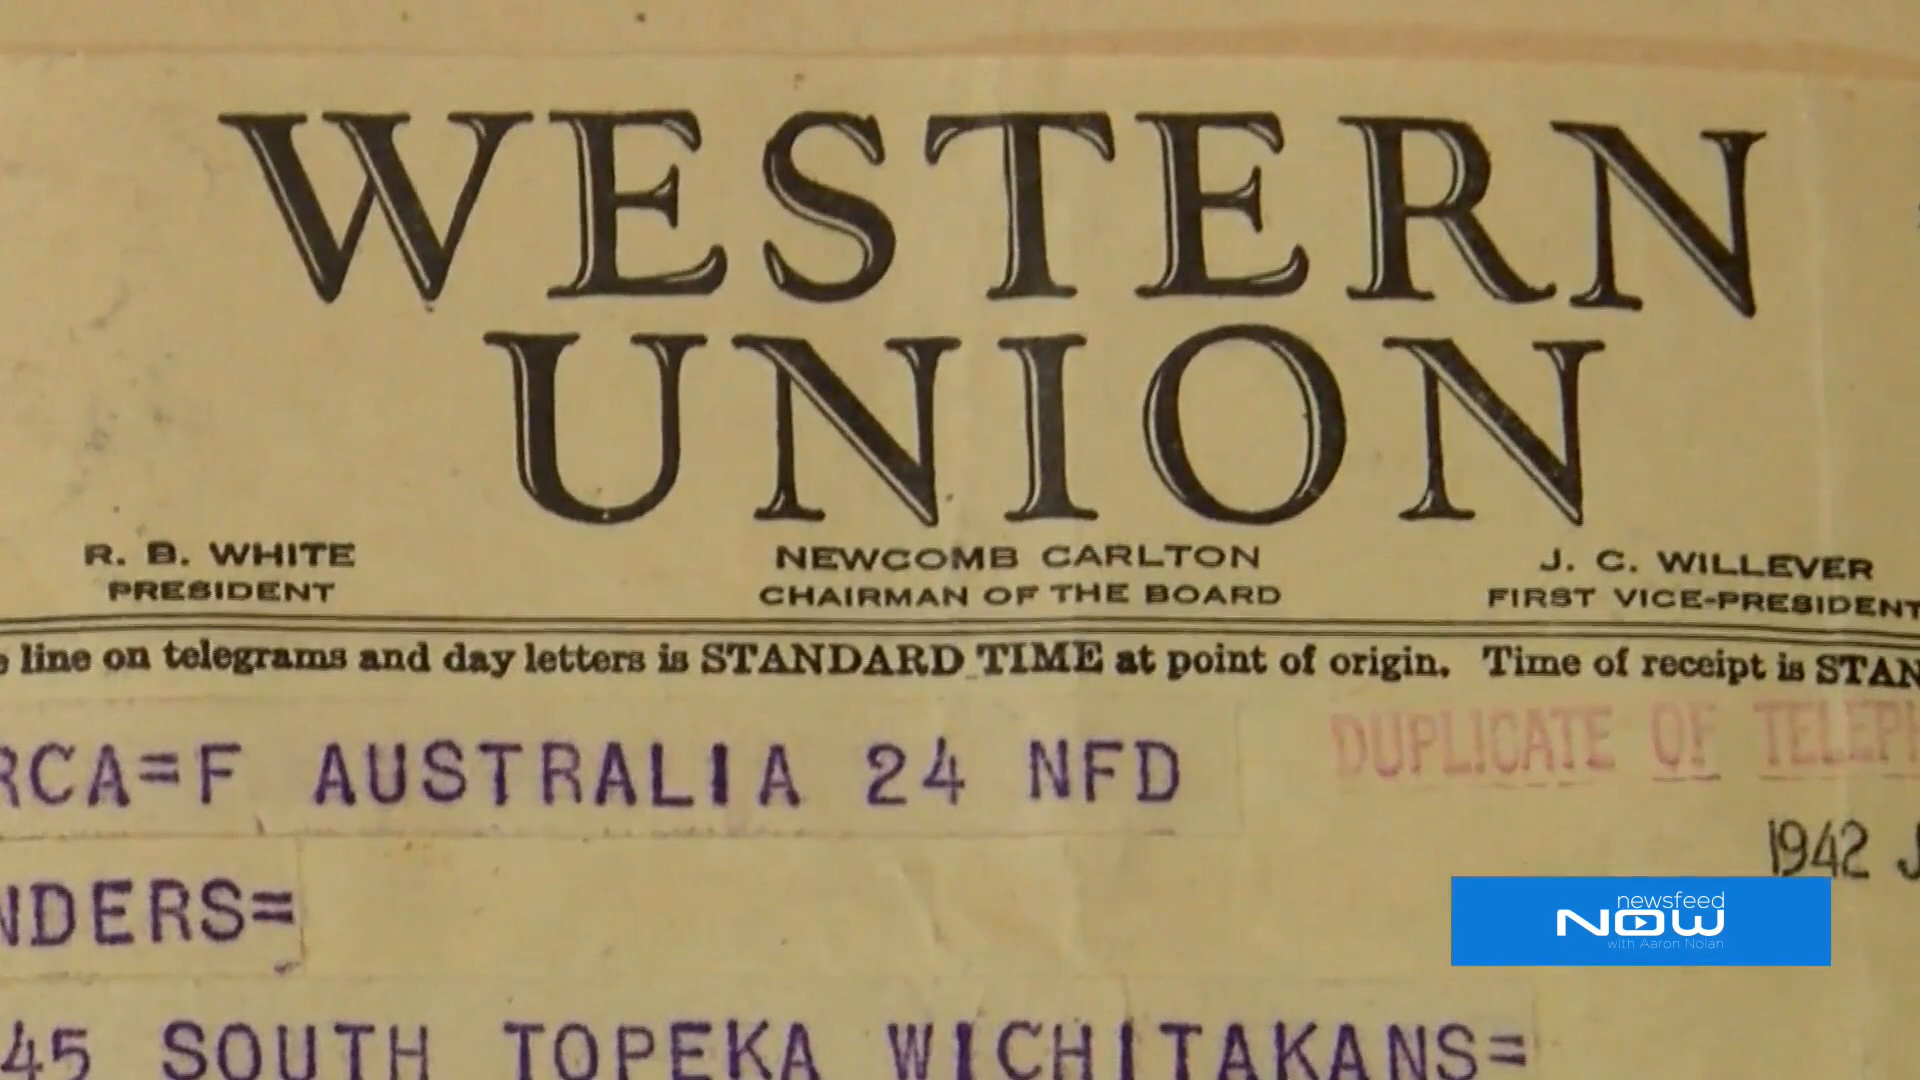 WESTERN
UNION
R. B. WHITE
PRESIDENT
NEWCOMB CARLTON
CHAIRMAN OF THE BOARD
J. C. WILLEVER
FIRST VICE-PRESIDENT
line on telegrams and day letters is STANDARD TIME at point of origin. Time of receipt is STAN
RCA=F AUSTRALIA 24 NFD
DUPLICATE OF TELEPH
1942 J
NDERS=
45 SOUTH TOPEKA WICHITAKANS=
newsfeed
NOW
with Aaron Nolan